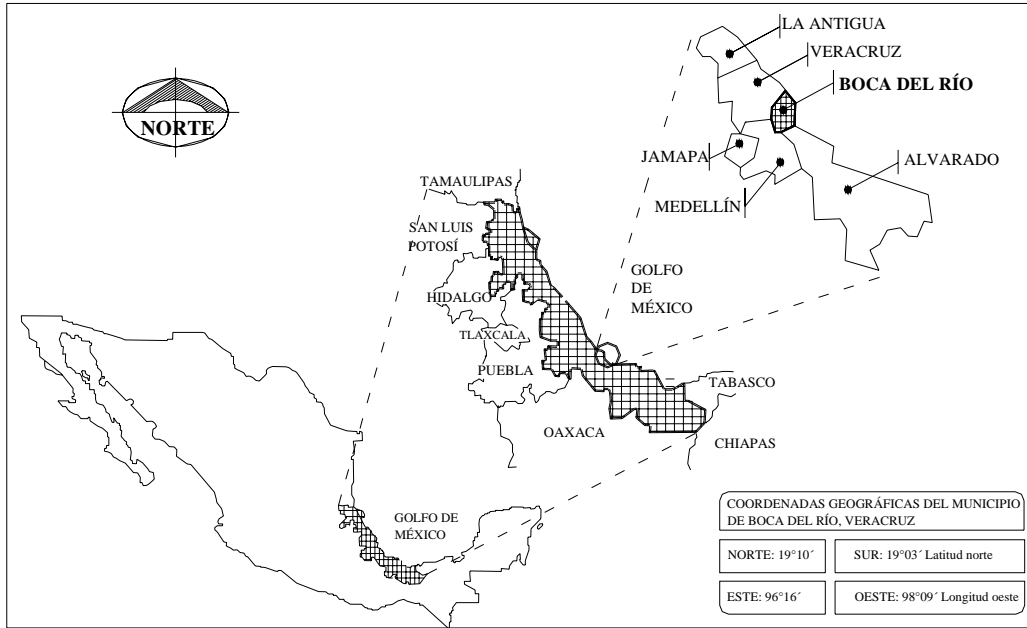 LA ANTIGUA
VERACRUZ
BOCA DEL RÍO
NORTE
JAMAPA
ALVARADO
MEDELLÍN
TAMAULIPAS
SAN LUIS
POTOSÍ
GOLFO
DE
MÉXICO
HIDALGO
TLAXCALA
PUEBLA
TABASCO
OAXACA
CHIAPAS
GOLFO DE
MÉXICO
COORDENADAS GEOGRÁFICAS DEL MUNICIPIO
DE BOCA DEL RÍO, VERACRUZ
NORTE: 19°10´
SUR: 19°03´ Latitud norte
ESTE: 96°16´
OESTE: 98°09´ Longitud oeste